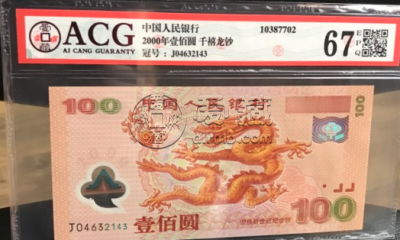 ACG
AI CANG GUARANTY
中国人民银行 10387702
2000年壹佰圆 千禧龙钞
冠号：J04632143
67 EPQ
100 中国人民银行
100
J04632143
壹佰圆
100